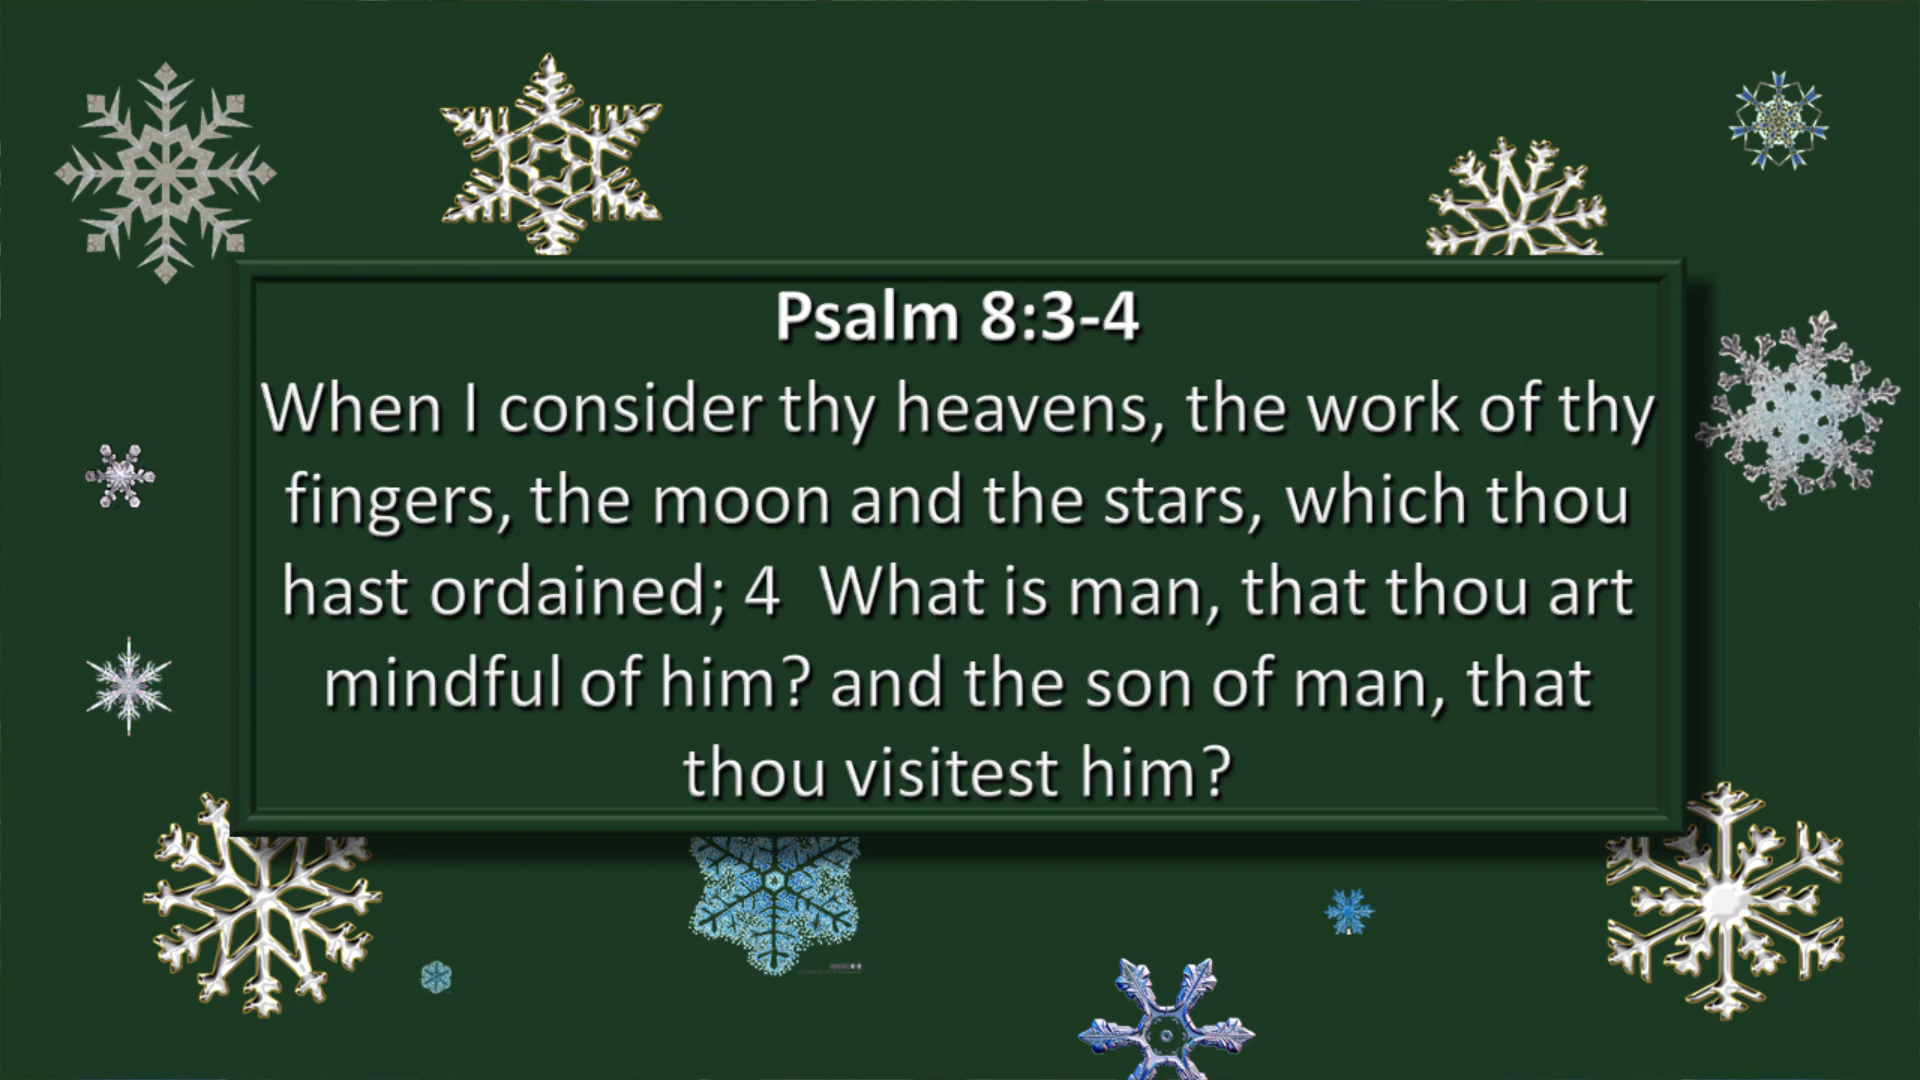 Psalm 8:3-4
When I consider thy heavens, the work of thy
fingers, the moon and the stars, which thou
hast ordained; 4  What is man, that thou art
mindful of him? and the son of man, that
thou visitest him?